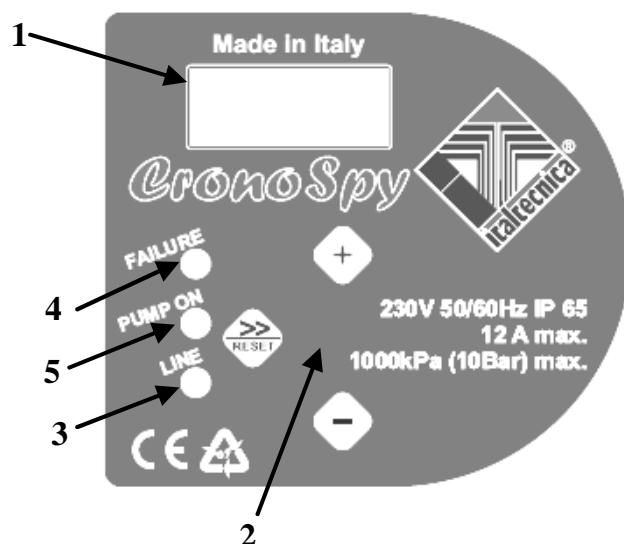 1
Made in Italy
CronoSpy
italtecnica
®
FAILURE
4
+
PUMP ON
5
>>
RESET
230V 50/60Hz IP 65
12 A max.
1000kPa (10Bar) max.
LINE
3
-
CE
2